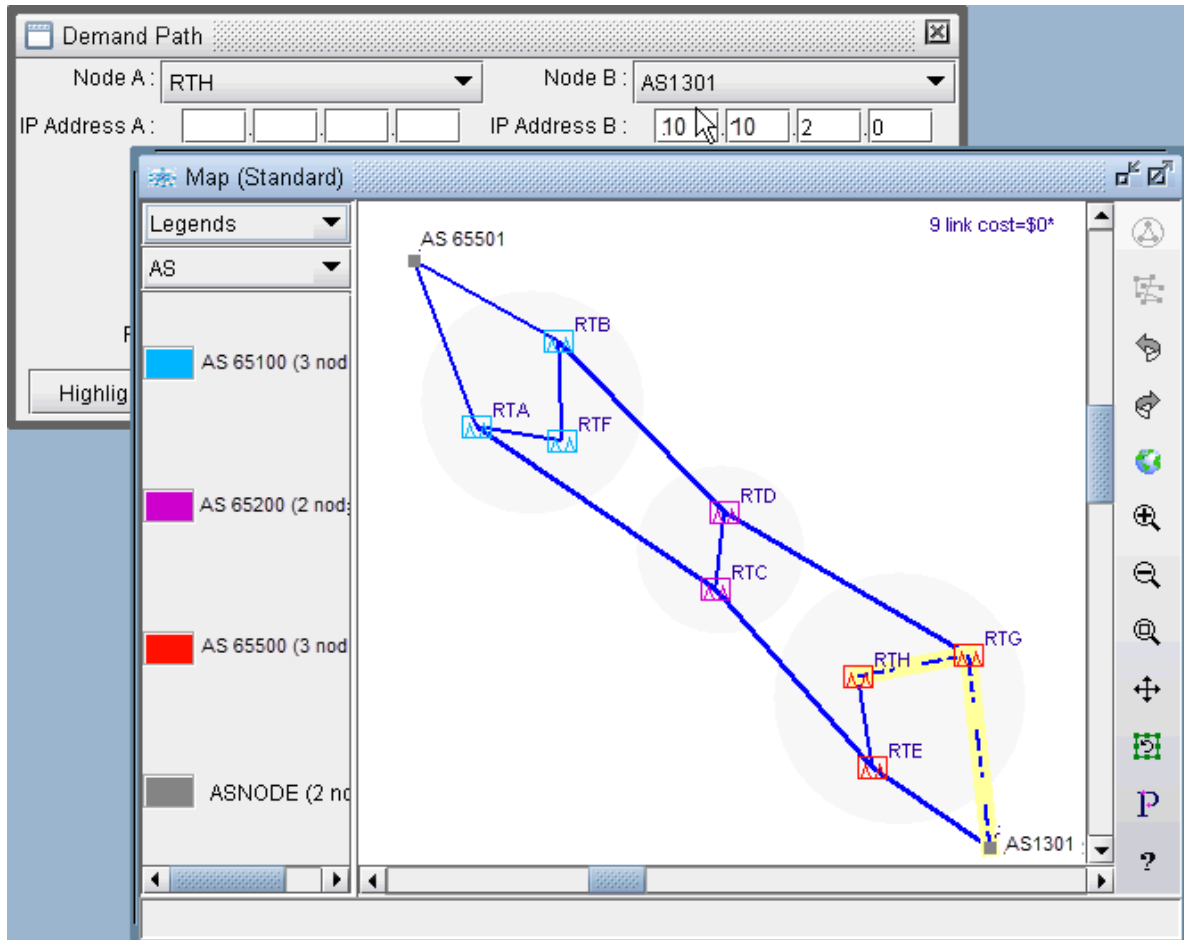 Demand Path
Node A : RTH Node B : AS1301
IP Address A : . . . IP Address B : 10 . 10 . 2 . 0
Map (Standard)
Legends
9 link cost=$0*
AS
AS 65501
RTB
F
AS 65100 (3 nod
Highlig
RTA
RTF
RTD
AS 65200 (2 nod
RTC
AS 65500 (3 nod
RTG
RTH
RTE
ASNODE (2 no
AS1301
P
?